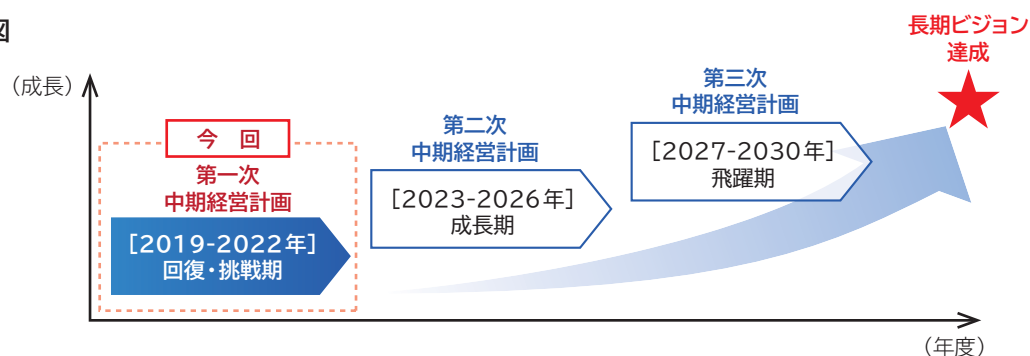 図
(成長)
今 回
第一次
中期経営計画
[2019-2022年]
回復・挑戦期
第二次
中期経営計画
[2023-2026年]
成長期
第三次
中期経営計画
[2027-2030年]
飛躍期
長期ビジョン
達成
(年度)